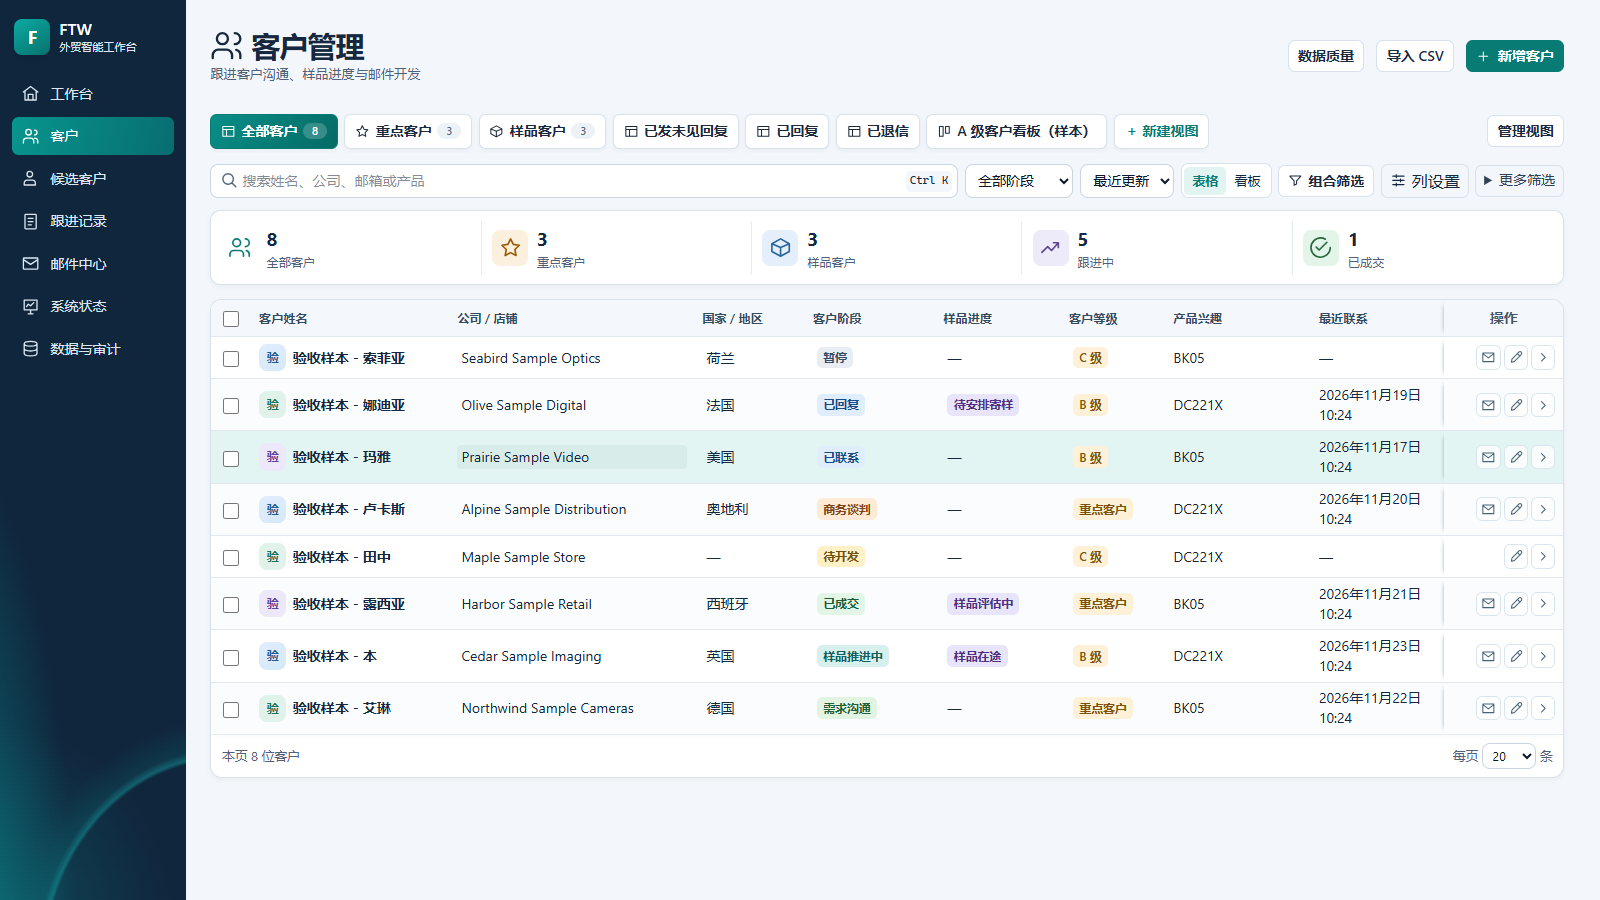 F
FTW
外贸智能工作台
工作台
客户
候选客户
跟进记录
邮件中心
系统状态
数据与审计
客户管理
跟进客户沟通、样品进度与邮件开发
数据质量
导入 CSV
+ 新增客户
全部客户 8
重点客户 3
样品客户 3
已发未见回复
已回复
已退信
A 级客户看板（样本）
+ 新建视图
管理视图
搜索姓名、公司、邮箱或产品
Ctrl K
全部阶段
最近更新
表格
看板
组合筛选
列设置
更多筛选
8
全部客户
3
重点客户
3
样品客户
5
跟进中
1
已成交
客户姓名 公司 / 店铺 国家 / 地区 客户阶段 样品进度 客户等级 产品兴趣 最近联系 操作
验 验收样本 - 索菲亚 Seabird Sample Optics 荷兰 暂停 — C 级 BK05 —
验 验收样本 - 娜迪亚 Olive Sample Digital 法国 已回复 待安排寄样 B 级 DC221X 2026年11月19日
10:24
验 验收样本 - 玛雅 Prairie Sample Video 美国 已联系 — B 级 BK05 2026年11月17日
10:24
验 验收样本 - 卢卡斯 Alpine Sample Distribution 奥地利 商务谈判 — 重点客户 DC221X 2026年11月20日
10:24
验 验收样本 - 田中 Maple Sample Store — 待开发 — C 级 DC221X —
验 验收样本 - 露西亚 Harbor Sample Retail 西班牙 已成交 样品评估中 重点客户 BK05 2026年11月21日
10:24
验 验收样本 - 本 Cedar Sample Imaging 英国 样品推进中 样品在途 B 级 DC221X 2026年11月23日
10:24
验 验收样本 - 艾琳 Northwind Sample Cameras 德国 需求沟通 — 重点客户 BK05 2026年11月22日
10:24
本页 8 位客户
每页 20 条